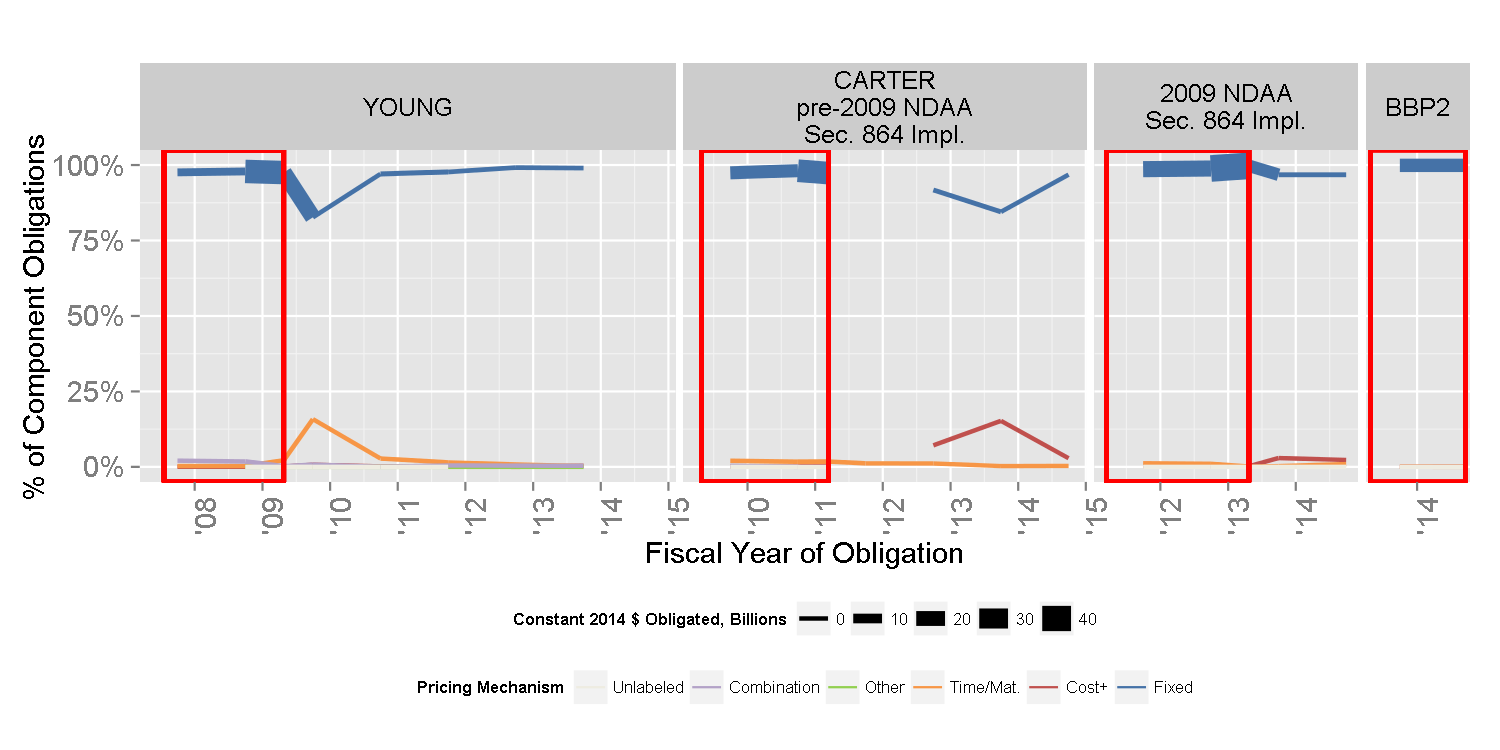 YOUNG
CARTER
pre-2009 NDAA
Sec. 864 Impl.
2009 NDAA
Sec. 864 Impl.
BBP2
% of Component Obligations
100%
75%
50%
25%
0%
'08
'09
'10
'11
'12
'13
'14
'15
'10
'11
'12
'13
'14
'15
'12
'13
'14
'14
Fiscal Year of Obligation
Constant 2014 $ Obligated, Billions 0 10 20 30 40
Pricing Mechanism Unlabeled Combination Other Time/Mat. Cost+ Fixed